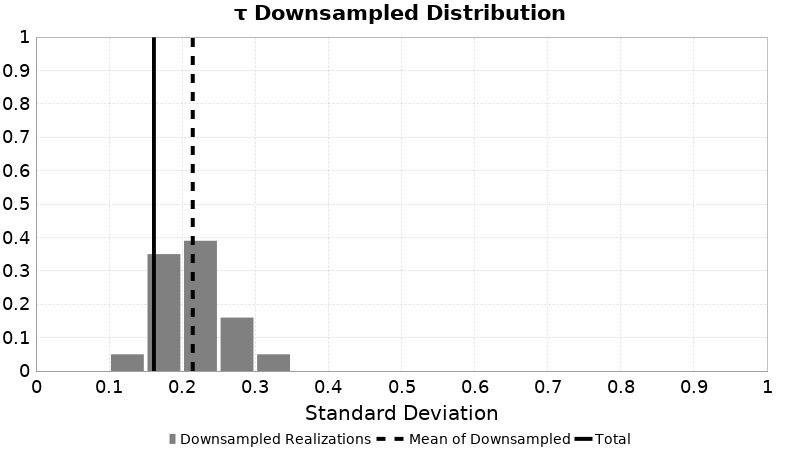 τ Downsampled Distribution
1
0.9
0.8
0.7
0.6
0.5
0.4
0.3
0.2
0.1
0
0 0.1 0.2 0.3 0.4 0.5 0.6 0.7 0.8 0.9 1
Standard Deviation
Downsampled Realizations Mean of Downsampled Total